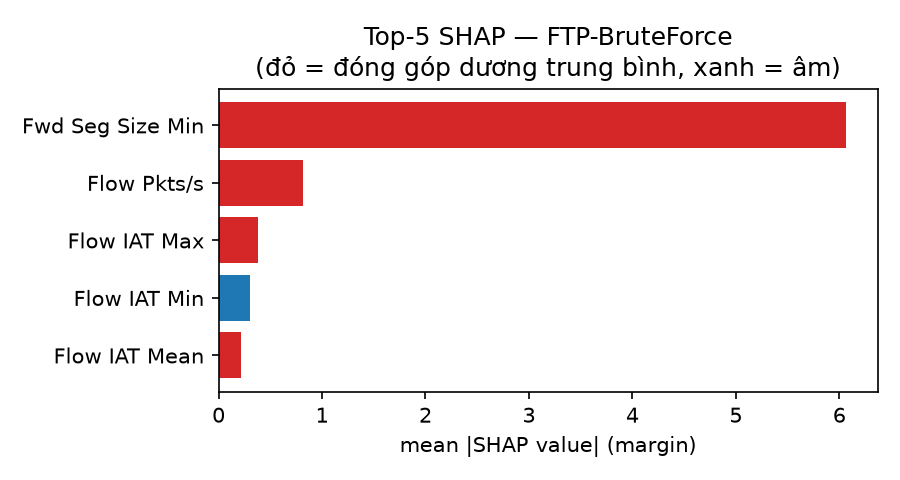 Top-5 SHAP — FTP-BruteForce
(đỏ = đóng góp dương trung bình, xanh = âm)
Fwd Seg Size Min
Flow Pkts/s
Flow IAT Max
Flow IAT Min
Flow IAT Mean
0 1 2 3 4 5 6
mean |SHAP value| (margin)